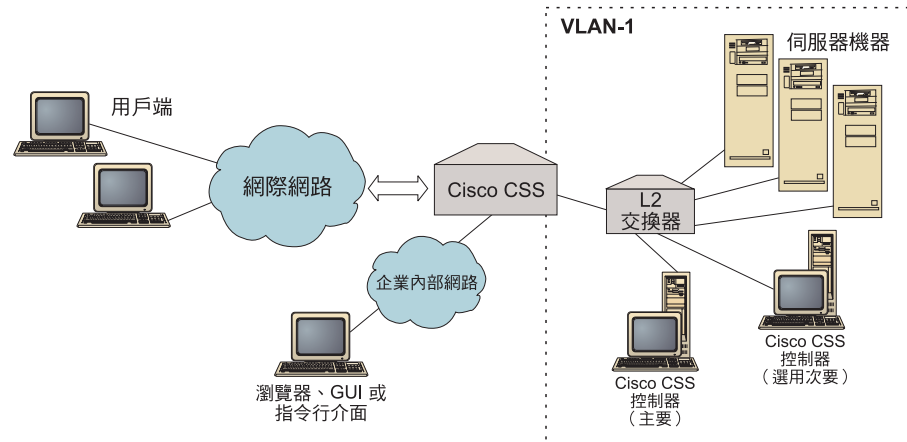 VLAN-1
伺服器機器
用戶端
網際網路
Cisco CSS
L2
交換器
企業內部網路
瀏覽器、GUI 或
指令行介面
Cisco CSS
控制器
（主要）
Cisco CSS
控制器
（選用次要）